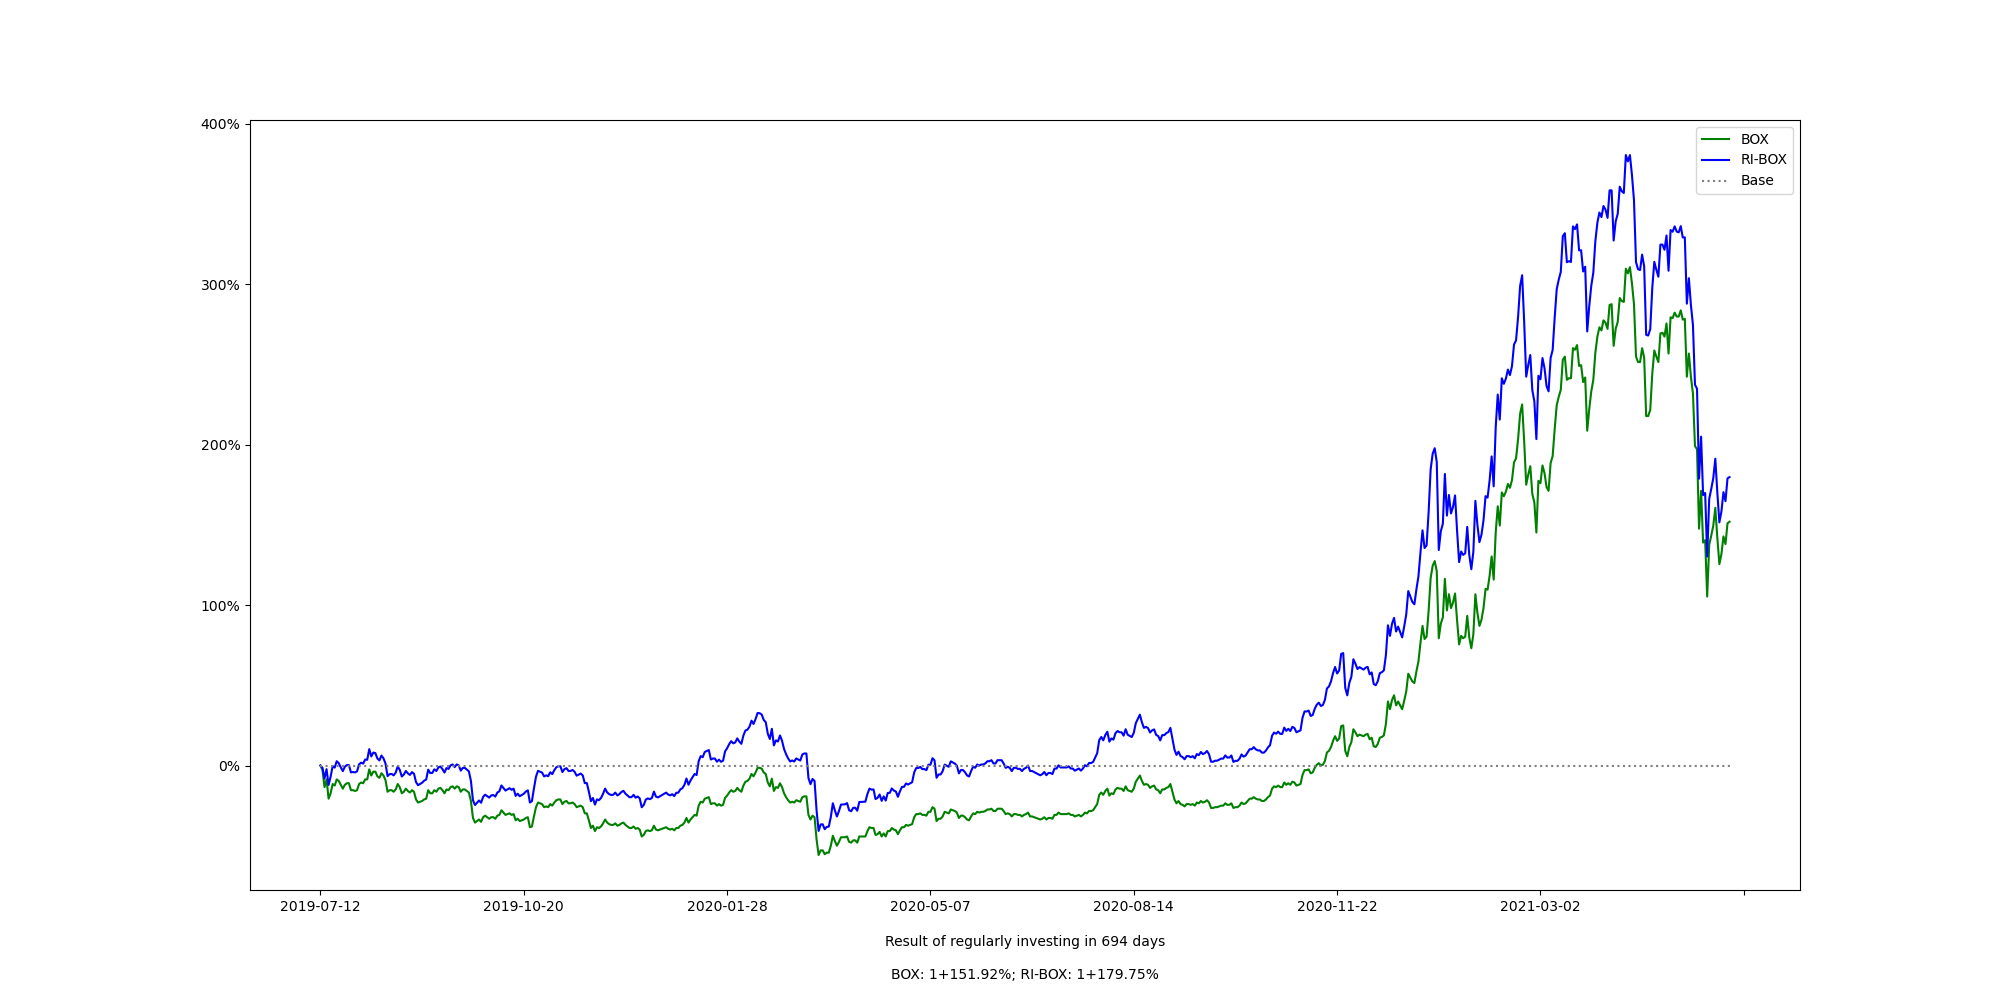 400%
300%
200%
100%
0%
BOX
RI-BOX
Base
2019-07-12 2019-10-20 2020-01-28 2020-05-07 2020-08-14 2020-11-22 2021-03-02
Result of regularly investing in 694 days
BOX: 1+151.92%; RI-BOX: 1+179.75%